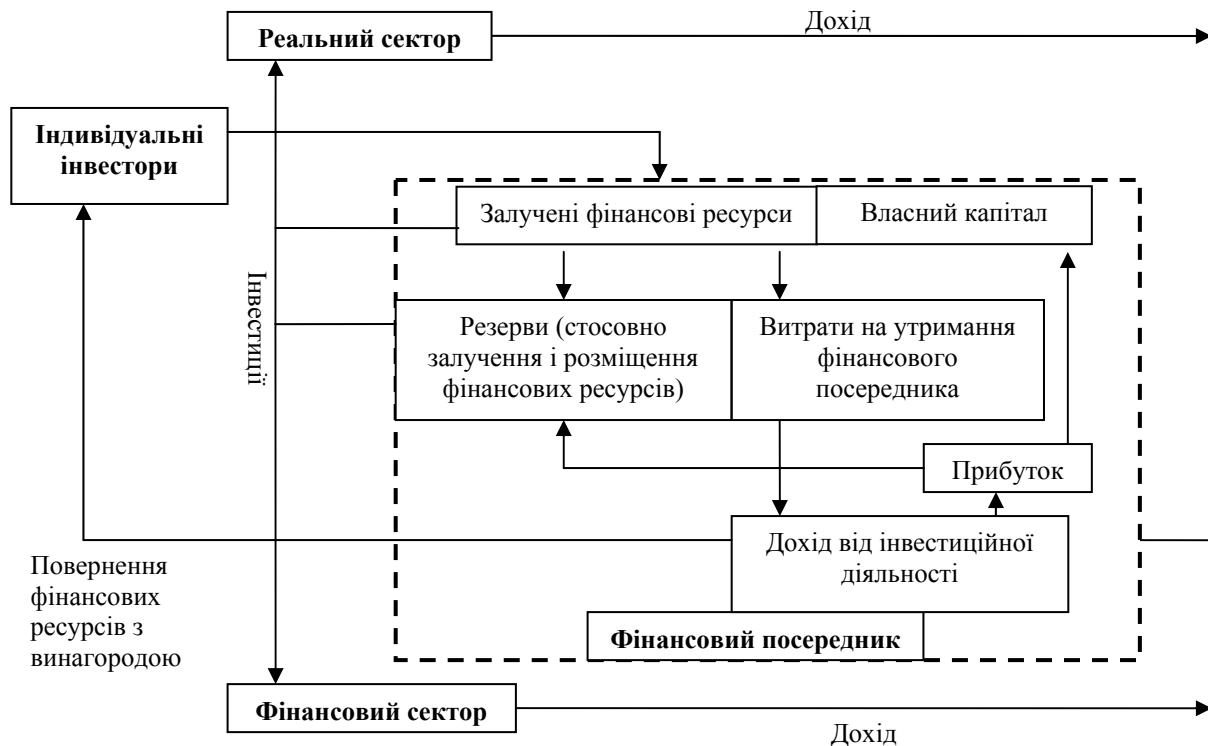 Дохід
Реальний сектор
Індивідуальні
інвестори
Залучені фінансові ресурси
Власний капітал
Інвестиції
Резерви (стосовно
залучення і розміщення
фінансових ресурсів)
Витрати на утримання
фінансового
посередника
Прибуток
Дохід від інвестиційної
діяльності
Повернення
фінансових
ресурсів з
винагородою
Фінансовий посередник
Фінансовий сектор
Дохід